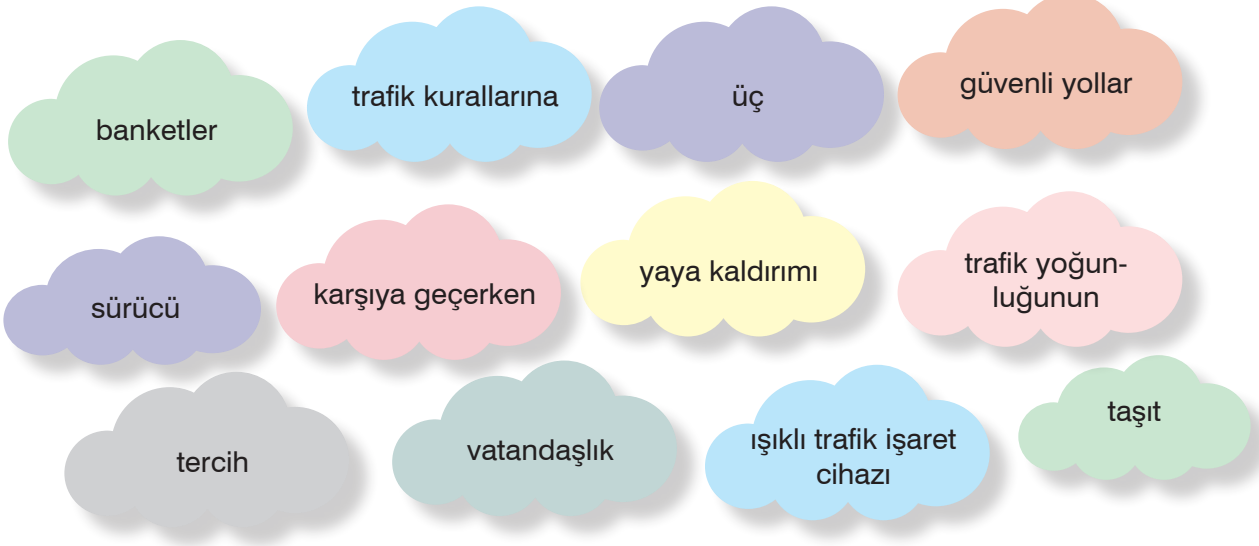 banketler
trafik kurallarına
üç
güvenli yollar
sürücü
karşıya geçerken
yaya kaldırımı
trafik yoğun-
luğunun
tercih
vatandaşlık
ışıklı trafik işaret
cihazı
taşıt